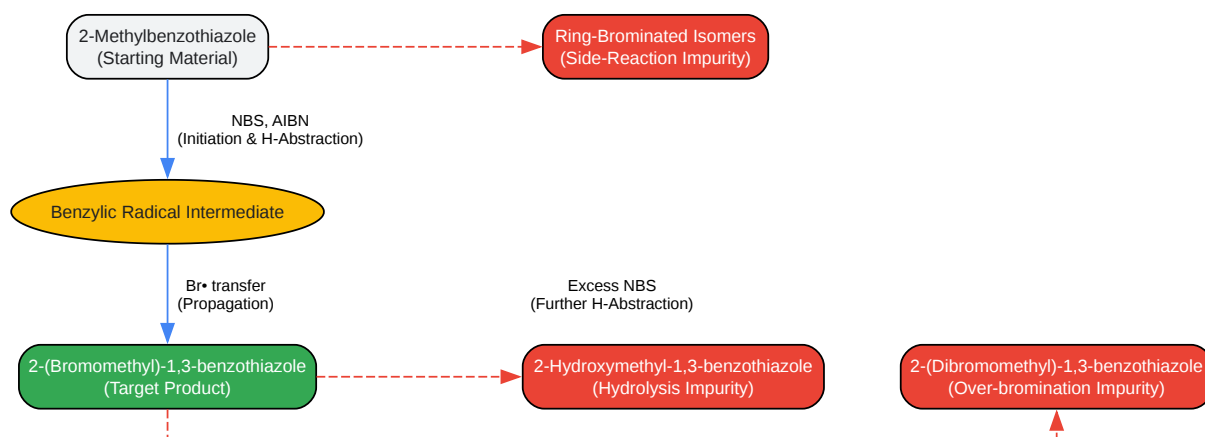 2-Methylbenzothiazole
(Starting Material)
Ring-Brominated Isomers
(Side-Reaction Impurity)
NBS, AIBN
(Initiation & H-Abstraction)
Benzylic Radical Intermediate
Br• transfer
(Propagation)
Excess NBS
(Further H-Abstraction)
2-(Bromomethyl)-1,3-benzothiazole
(Target Product)
2-Hydroxymethyl-1,3-benzothiazole
(Hydrolysis Impurity)
2-(Dibromomethyl)-1,3-benzothiazole
(Over-bromination Impurity)